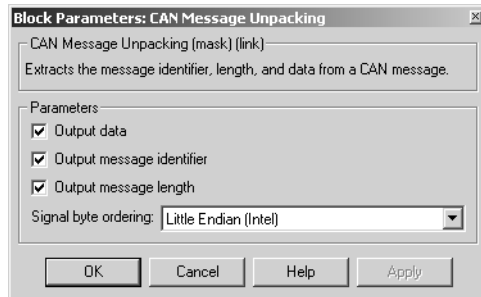 Block Parameters: CAN Message Unpacking
CAN Message Unpacking (mask) (link)
Extracts the message identifier, length, and data from a CAN message.
Parameters
Output data
Output message identifier
Output message length
Signal byte ordering: Little Endian (Intel)
OK Cancel Help Apply